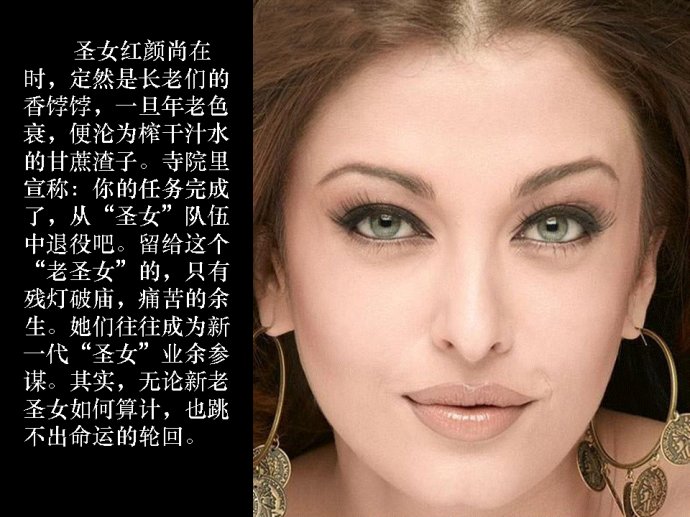 圣女红颜尚在
时，定然是长老们的
香饽饽，一旦年老色
衰，便沦为榨干汁水
的甘蔗渣子。寺院里
宣称：你的任务完成
了，从“圣女”队伍
中退役吧。留给这个
“老圣女”的，只有
残灯破庙，痛苦的余
生。她们往往成为新
一代“圣女”业余参
谋。其实，无论新老
圣女如何算计，也跳
不出命运的轮回。